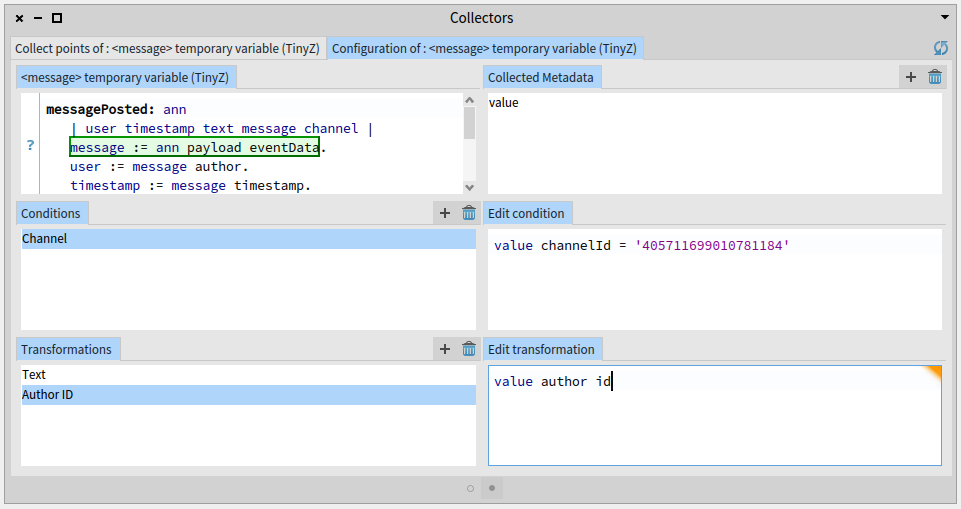 Collectors
Collect points of : <message> temporary variable (TinyZ)
Configuration of : <message> temporary variable (TinyZ)
<message> temporary variable (TinyZ)
?
messagePosted: ann
| user timestamp text message channel |
message := ann payload eventData.
user := message author.
timestamp := message timestamp.
Collected Metadata
value
Conditions
Channel
Edit condition
value channelId = '405711699010781184'
Transformations
Text
Author ID
Edit transformation
value author id